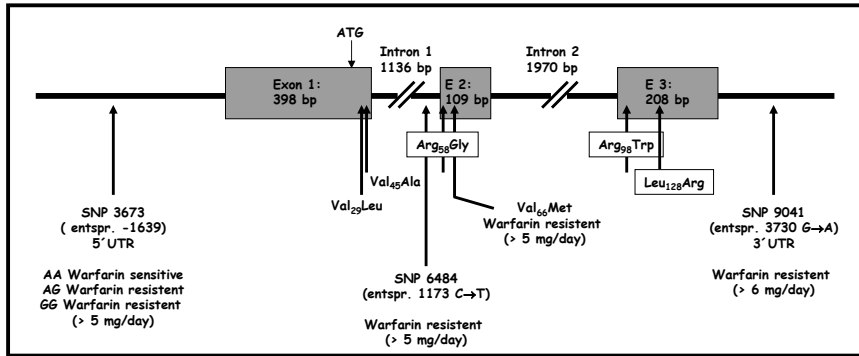 ATG
Intron 1
1136 bp
Intron 2
1970 bp
Exon 1:
398 bp
E 2:
109 bp
E 3:
208 bp
Arg58Gly
Arg98Trp
Val45Ala
Leu128Arg
Val29Leu
Val66Met
Warfarin resistent
(> 5 mg/day)
SNP 3673
( entspr. -1639)
5´UTR
AA Warfarin sensitive
AG Warfarin resistent
GG Warfarin resistent
(> 5 mg/day)
SNP 6484
(entspr. 1173 C→T)
Warfarin resistent
(> 5 mg/day)
SNP 9041
(entspr. 3730 G→A)
3´UTR
Warfarin resistent
(> 6 mg/day)